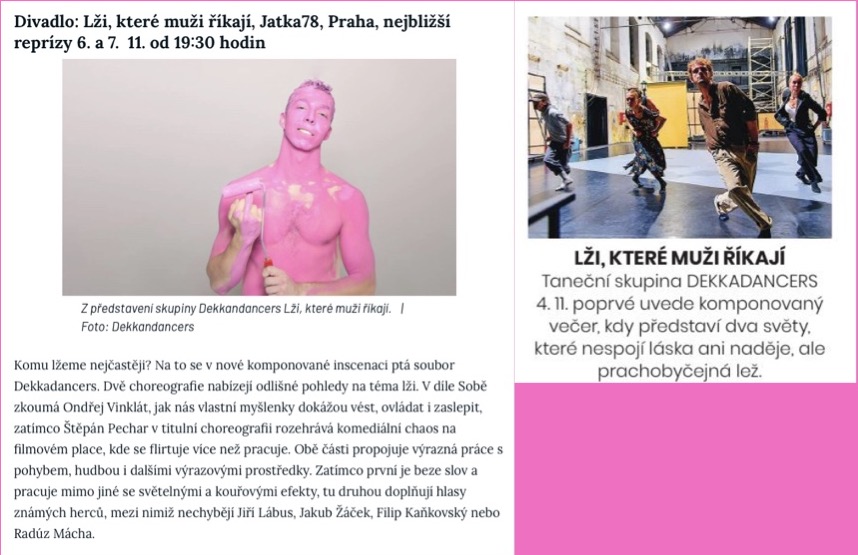 Divadlo: Lži, které muži říkají, Jatka78, Praha, nejbližší
reprízy 6. a 7. 11. od 19:30 hodin
Z představení skupiny Dekkandancers Lži, které muži říkají. |
Foto: Dekkandancers
Komu lžeme nejčastěji? Na to se v nové komponované inscenaci ptá soubor
Dekkadancers. Dvě choreografie nabízejí odlišné pohledy na téma lži. V díle Sobě
zkoumá Ondřej Vinklát, jak nás vlastní myšlenky dokážou vést, ovládat i zaslepit,
zatímco Štěpán Pechar v titulní choreografii rozehrává komediální chaos na
filmovém place, kde se flirtuje více než pracuje. Obě části propojuje výrazná práce s
pohybem, hudbou i dalšími výrazovými prostředky. Zatímco první je beze slov a
pracuje mimo jiné se světelnými a kouřovými efekty, tu druhou doplňují hlasy
známých herců, mezi nimiž nechybějí Jiří Lábus, Jakub Žáček, Filip Kaňkovský nebo
Radúz Mácha.
LŽI, KTERÉ MUŽI ŘÍKAJÍ
Taneční skupina DEKKADANCERS
4. 11. poprvé uvede komponovaný
večer, kdy představí dva světy,
které nespojí láska ani naděje, ale
prachobyčejná lež.